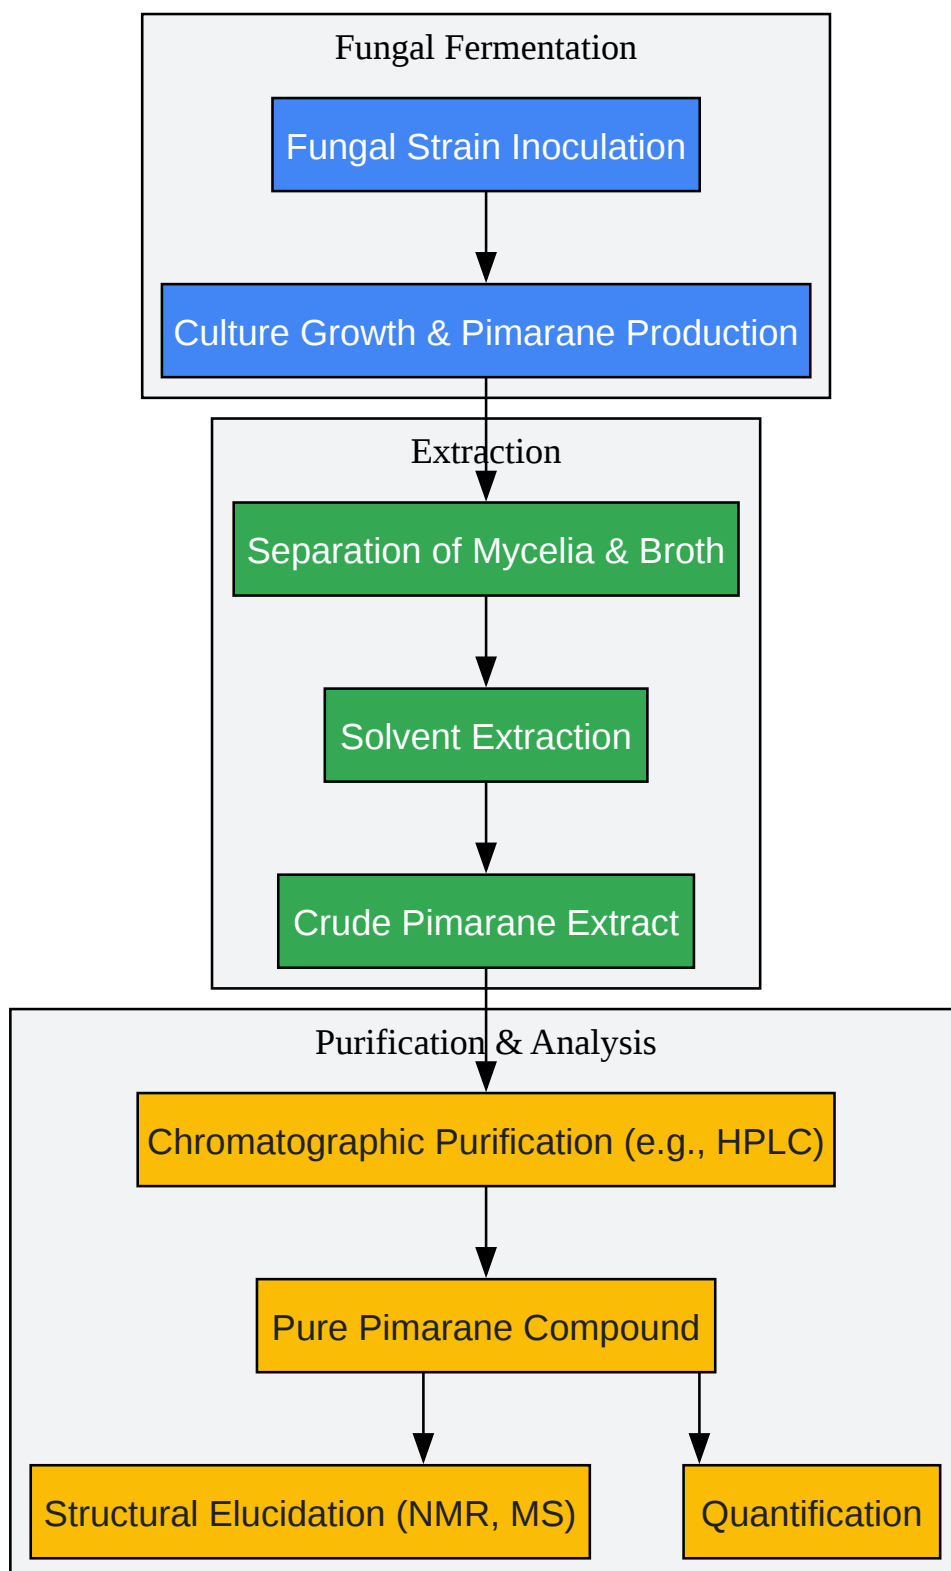 Fungal Fermentation
Fungal Strain Inoculation
Culture Growth & Pimarane Production
Extraction
Separation of Mycelia & Broth
Solvent Extraction
Crude Pimarane Extract
Purification & Analysis
Chromatographic Purification (e.g., HPLC)
Pure Pimarane Compound
Structural Elucidation (NMR, MS)
Quantification